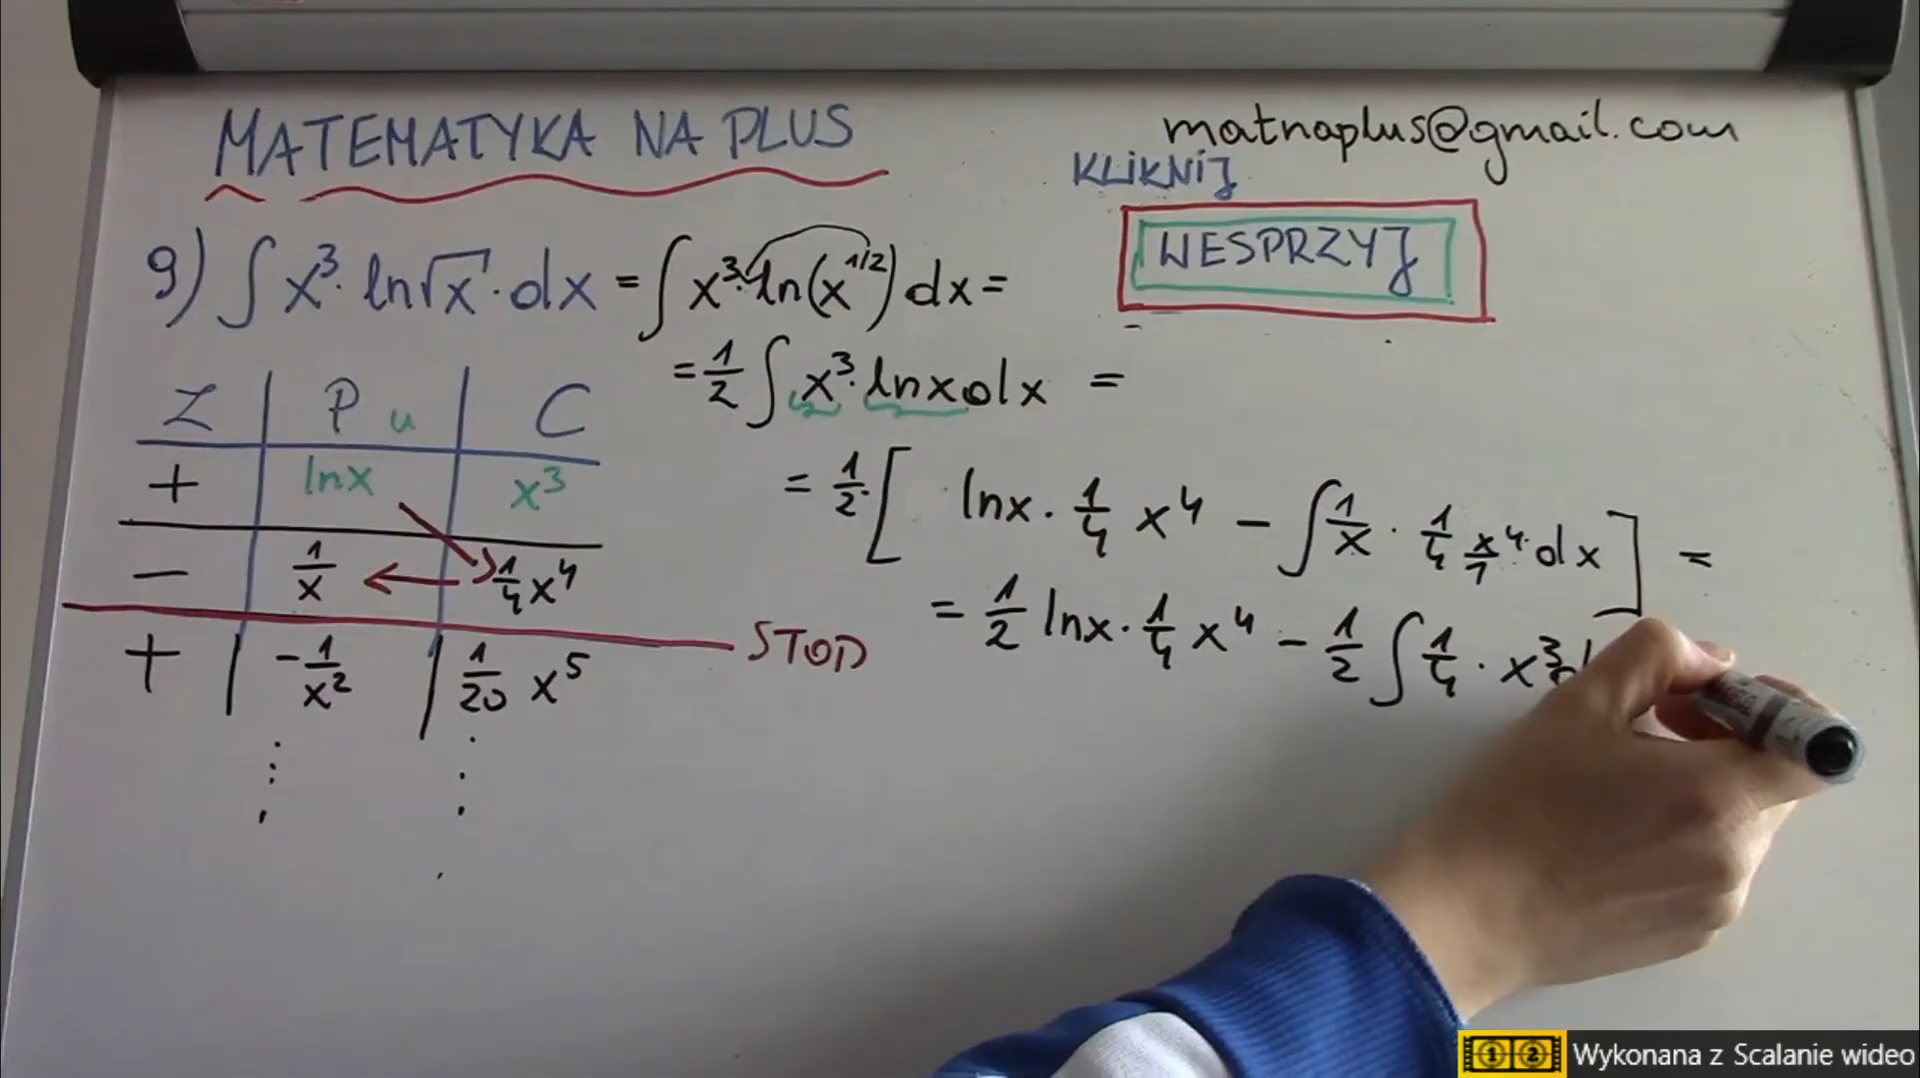 MATEMATYKA NA PLUS
matnaplus@gmail.com
KLIKNIJ
WESPRZYJ
9) ∫ x³· ln√x · dx = ∫ x³· ln(x^1/2) dx =
= 1/2 ∫ x³· lnx dx =
Z | P u | C
+ | lnx | x³
= 1/2 · [ lnx · 1/4 x⁴ − ∫ 1/x · 1/4 x⁴/1 · dx ] =
− | 1/x | 1/4 x⁴
STOP
= 1/2 lnx · 1/4 x⁴ − 1/2 ∫ 1/4 · x³ d
+ | −1/x² | 1/20 x⁵
Wykonana z Scalanie wideo